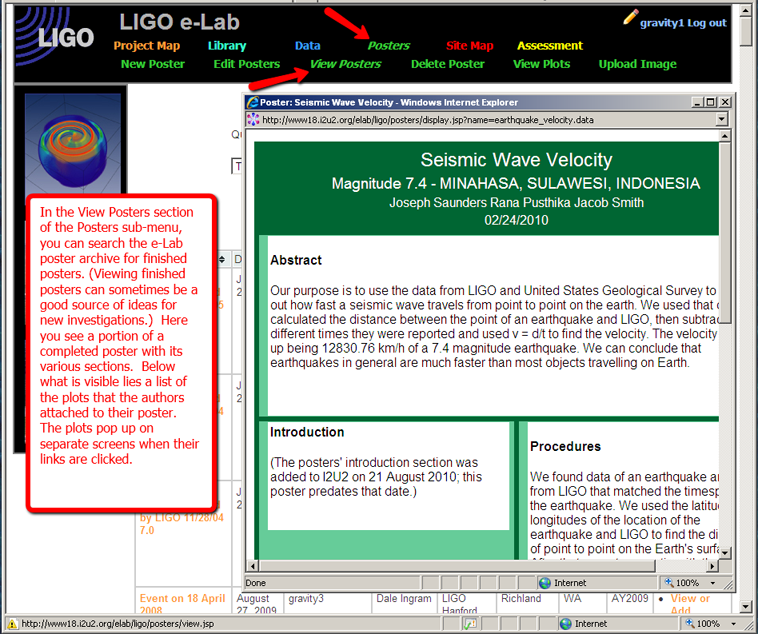 LIGO
LIGO e-Lab
gravity1 Log out
Project Map Library Data Posters Site Map Assessment
New Poster Edit Posters View Posters Delete Poster View Plots Upload Image
Poster: Seismic Wave Velocity - Windows Internet Explorer
http://www18.i2u2.org/elab/ligo/posters/display.jsp?name=earthquake_velocity.data
Seismic Wave Velocity
Magnitude 7.4 - MINAHASA, SULAWESI, INDONESIA
Joseph Saunders Rana Pusthika Jacob Smith
02/24/2010
In the View Posters section
of the Posters sub-menu,
you can search the e-Lab
poster archive for finished
posters. (Viewing finished
posters can sometimes be a
good source of ideas for
new investigations.) Here
you see a portion of a
completed poster with its
various sections. Below
what is visible lies a list of
the plots that the authors
attached to their poster.
The plots pop up on
separate screens when their
links are clicked.
Abstract
Our purpose is to use the data from LIGO and United States Geological Survey to
out how fast a seismic wave travels from point to point on the earth. We used that
calculated the distance between the point of an earthquake and LIGO, then subtrac
different times they were reported and used v = d/t to find the velocity. The velocity
up being 12830.76 km/h of a 7.4 magnitude earthquake. We can conclude that
earthquakes in general are much faster than most objects travelling on Earth.
Introduction
(The posters' introduction section was
added to I2U2 on 21 August 2010; this
poster predates that date.)
Procedures
We found data of an earthquake a
from LIGO that matched the timesp
the earthquake. We used the latitu
longitudes of the location of the
earthquake and LIGO to find the di
of point to point on the Earth's surfa
by LIGO 11/28/04
7.0
Done Internet 100%
Event on 18 April
2008
August
27, 2009
gravity3
Dale Ingram
LIGO
Hanford
Richland
WA
AY2009
View or
Add
http://www18.i2u2.org/elab/ligo/posters/view.jsp Internet 100%